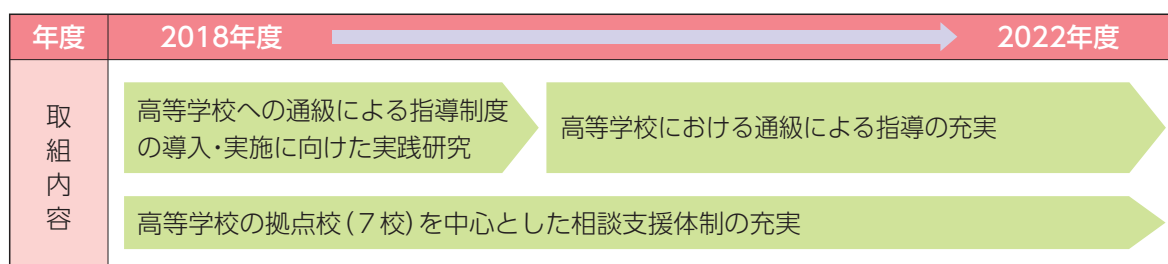 年度
2018年度
2022年度
取組内容
高等学校への通級による指導制度
の導入・実施に向けた実践研究
高等学校における通級による指導の充実
高等学校の拠点校(7校)を中心とした相談支援体制の充実